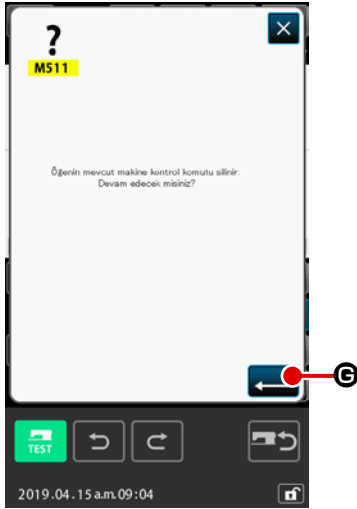 ?
M511
Öğenin mevcut makine kontrol komutu silinir.
Devam edecek misiniz?
G
TEST
2019.04.15 a.m. 09:04